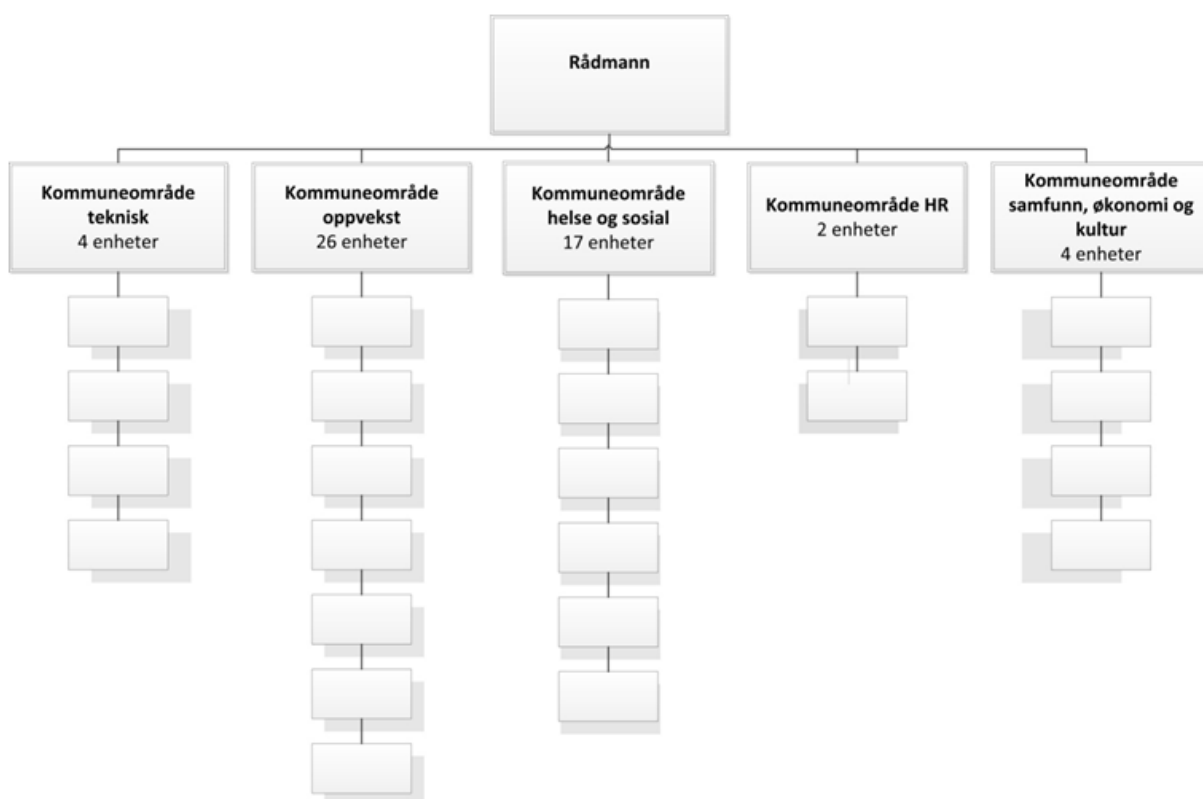 Rådmann
Kommuneområde
teknisk
4 enheter
Kommuneområde
oppvekst
26 enheter
Kommuneområde
helse og sosial
17 enheter
Kommuneområde HR
2 enheter
Kommuneområde
samfunn, økonomi og
kultur
4 enheter